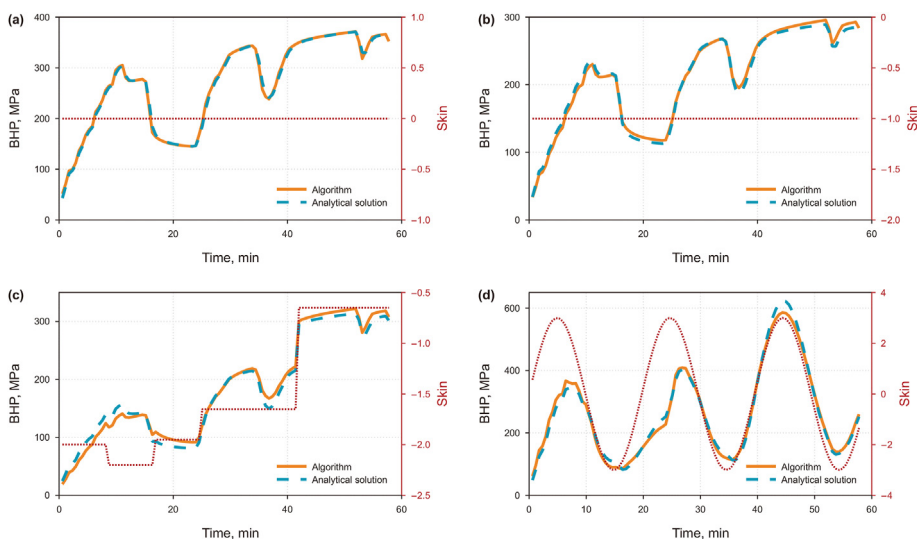 (a)
400
300
200
100
0
BHP, MPa
1.0
0.5
0
−0.5
−1.0
Skin
Algorithm
Analytical solution
0
20
40
60
Time, min
(b)
300
200
100
0
BHP, MPa
0
−0.5
−1.0
−1.5
−2.0
Skin
Algorithm
Analytical solution
0
20
40
60
Time, min
(c)
300
200
100
0
BHP, MPa
−0.5
−1.0
−1.5
−2.0
−2.5
Skin
Algorithm
Analytical solution
0
20
40
60
Time, min
(d)
600
400
200
0
BHP, MPa
4
2
0
−2
−4
Skin
Algorithm
Analytical solution
0
10
20
30
40
50
60
Time, min